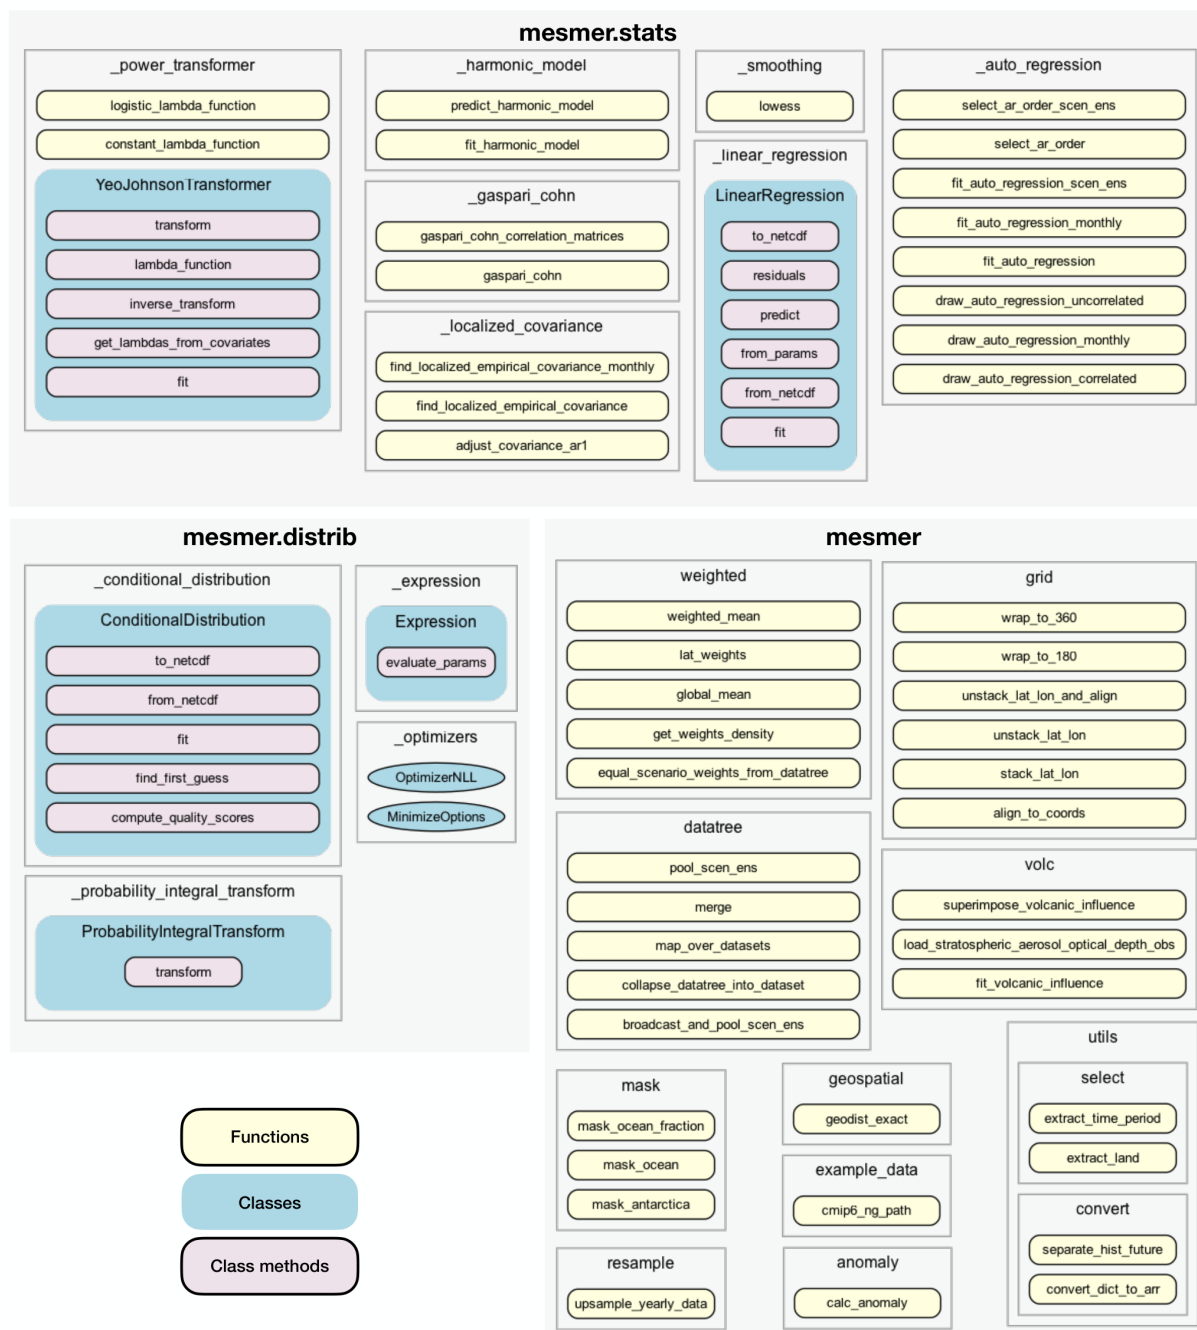 mesmer.stats
_power_transformer
logistic_lambda_function
constant_lambda_function
YeoJohnsonTransformer
transform
lambda_function
inverse_transform
get_lambdas_from_covariates
fit
_harmonic_model
predict_harmonic_model
fit_harmonic_model
_gaspari_cohn
gaspari_cohn_correlation_matrices
gaspari_cohn
_localized_covariance
find_localized_empirical_covariance_monthly
find_localized_empirical_covariance
adjust_covariance_ar1
_smoothing
lowess
_linear_regression
LinearRegression
to_netcdf
residuals
predict
from_params
from_netcdf
fit
_auto_regression
select_ar_order_scen_ens
select_ar_order
fit_auto_regression_scen_ens
fit_auto_regression_monthly
fit_auto_regression
draw_auto_regression_uncorrelated
draw_auto_regression_monthly
draw_auto_regression_correlated
mesmer.distrib
_conditional_distribution
ConditionalDistribution
to_netcdf
from_netcdf
fit
find_first_guess
compute_quality_scores
_probability_integral_transform
ProbabilityIntegralTransform
transform
_expression
Expression
evaluate_params
_optimizers
OptimizerNLL
MinimizeOptions
mesmer
weighted
weighted_mean
lat_weights
global_mean
get_weights_density
equal_scenario_weights_from_datatree
datatree
pool_scen_ens
merge
map_over_datasets
collapse_datatree_into_dataset
broadcast_and_pool_scen_ens
grid
wrap_to_360
wrap_to_180
unstack_lat_lon_and_align
unstack_lat_lon
stack_lat_lon
align_to_coords
volc
superimpose_volcanic_influence
load_stratospheric_aerosol_optical_depth_obs
fit_volcanic_influence
mask
mask_ocean_fraction
mask_ocean
mask_antarctica
resample
upsample_yearly_data
geospatial
geodist_exact
example_data
cmip6_ng_path
anomaly
calc_anomaly
utils
select
extract_time_period
extract_land
convert
separate_hist_future
convert_dict_to_arr
Functions
Classes
Class methods